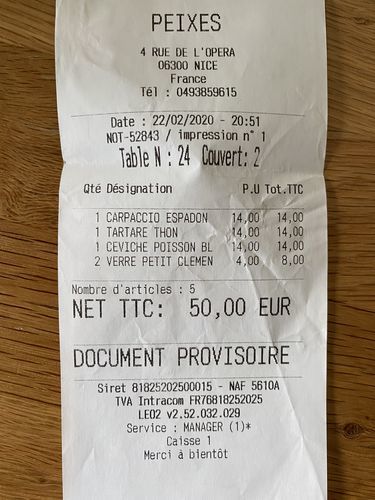 PEIXES
4 RUE DE L'OPERA
06300 NICE
France
Tél : 0493859615
Date : 22/02/2020 - 20:51
NOT-52843 / impression n° 1
Table N : 24 Couvert: 2
Qté Désignation P.U Tot.TTC
1 CARPACCIO ESPADON 14,00 14,00
1 TARTARE THON 14,00 14,00
1 CEVICHE POISSON BL 14,00 14,00
2 VERRE PETIT CLEMEN 4,00 8,00
Nombre d'articles : 5
NET TTC: 50,00 EUR
DOCUMENT PROVISOIRE
Siret 81825202500015 - NAF 5610A
TVA Intracom FR76818252025
LEO2 v2.52.032.029
Service : MANAGER (1)*
Caisse 1
Merci à bientôt